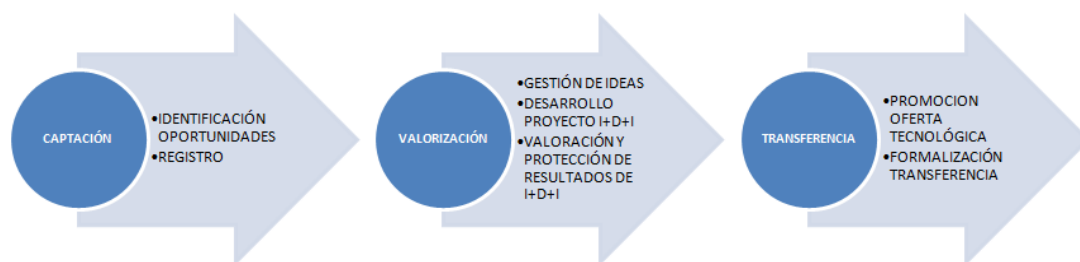 CAPTACIÓN
•IDENTIFICACIÓN
OPORTUNIDADES
•REGISTRO
VALORIZACIÓN
•GESTIÓN DE IDEAS
•DESARROLLO
PROYECTO I+D+I
•VALORACIÓN Y
PROTECCIÓN DE
RESULTADOS DE
I+D+I
TRANSFERENCIA
•PROMOCION
OFERTA
TECNOLÓGICA
•FORMALIZACIÓN
TRANSFERENCIA